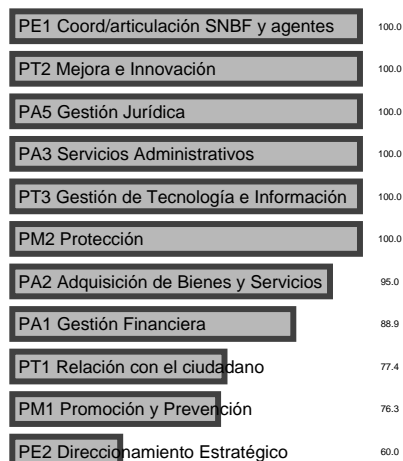 PE1 Coord/articulación SNBF y agentes 100.0
PT2 Mejora e Innovación 100.0
PA5 Gestión Jurídica 100.0
PA3 Servicios Administrativos 100.0
PT3 Gestión de Tecnología e Información 100.0
PM2 Protección 100.0
PA2 Adquisición de Bienes y Servicios 95.0
PA1 Gestión Financiera 88.9
PT1 Relación con el ciudadano 77.4
PM1 Promoción y Prevención 76.3
PE2 Direccionamiento Estratégico 60.0